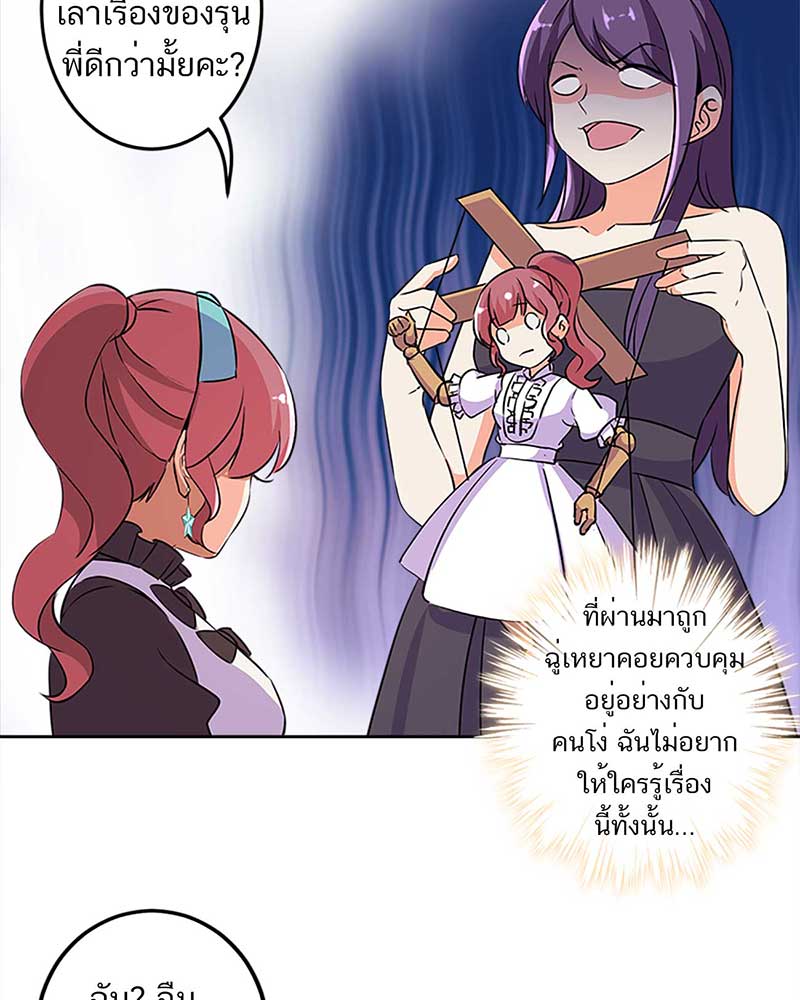 เล่าเรื่องของรุ่น
พี่ดีกว่ามั้ยคะ?
ที่ผ่านมาถูก
ฉู่เหยาคอยควบคุม
อยู่อย่างกับ
คนโง่ ฉันไม่อยาก
ให้ใครรู้เรื่อง
นี้ทั้งนั้น...
ฉัน?